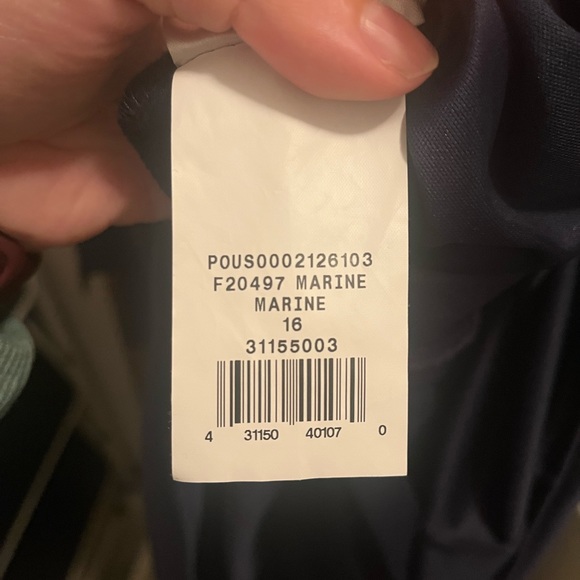 POUS0002126103
F20497 MARINE
MARINE
16
31155003
4 31150 40107 0